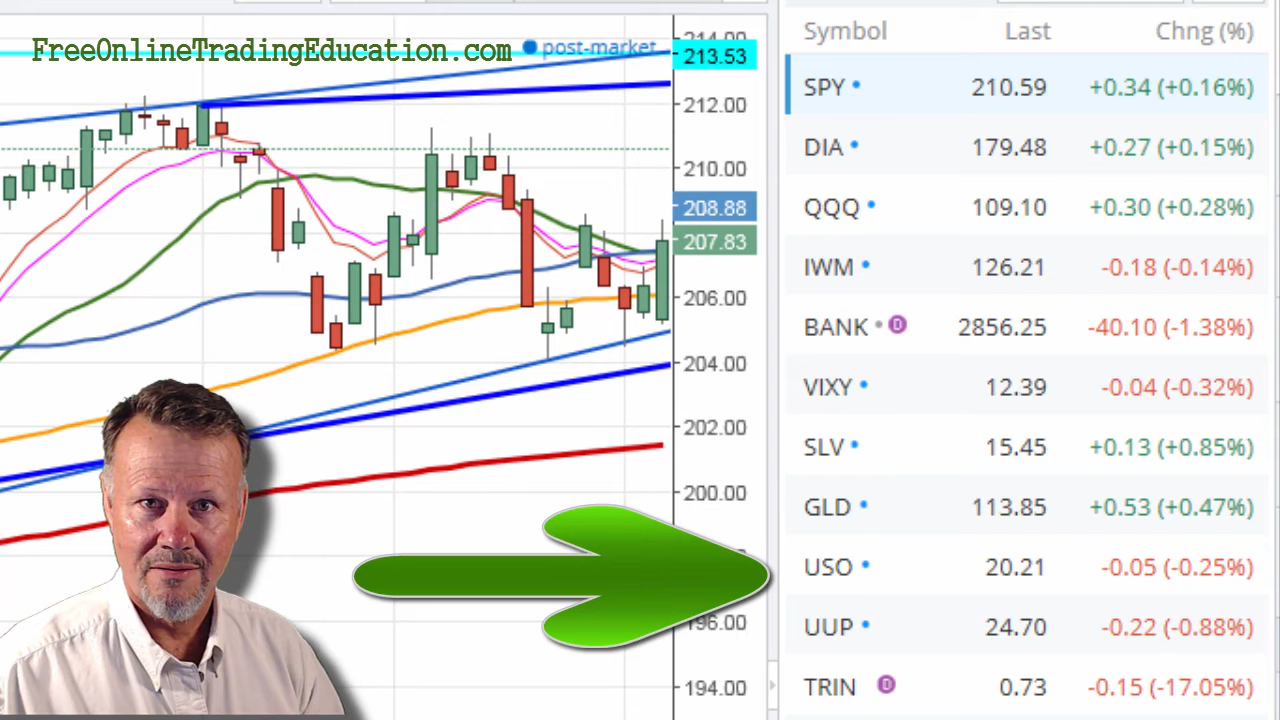 FreeOnlineTradingEducation.com
post-market
213.53
212.00
210.00
208.88
207.83
206.00
204.00
202.00
200.00
196.00
194.00
Symbol Last Chng (%)
SPY 210.59 +0.34 (+0.16%)
DIA 179.48 +0.27 (+0.15%)
QQQ 109.10 +0.30 (+0.28%)
IWM 126.21 -0.18 (-0.14%)
BANK D 2856.25 -40.10 (-1.38%)
VIXY 12.39 -0.04 (-0.32%)
SLV 15.45 +0.13 (+0.85%)
GLD 113.85 +0.53 (+0.47%)
USO 20.21 -0.05 (-0.25%)
UUP 24.70 -0.22 (-0.88%)
TRIN D 0.73 -0.15 (-17.05%)